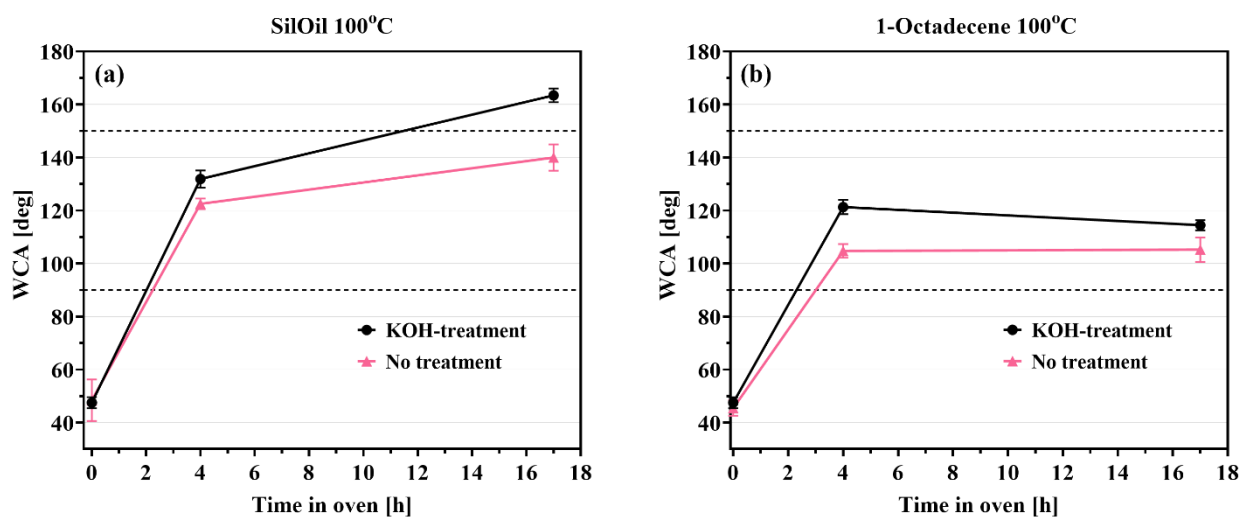 SilOil 100°C
(a)
WCA [deg]
180
160
140
120
100
80
60
40
KOH-treatment
No treatment
0 2 4 6 8 10 12 14 16 18
Time in oven [h]
1-Octadecene 100°C
(b)
WCA [deg]
180
160
140
120
100
80
60
40
KOH-treatment
No treatment
0 2 4 6 8 10 12 14 16 18
Time in oven [h]